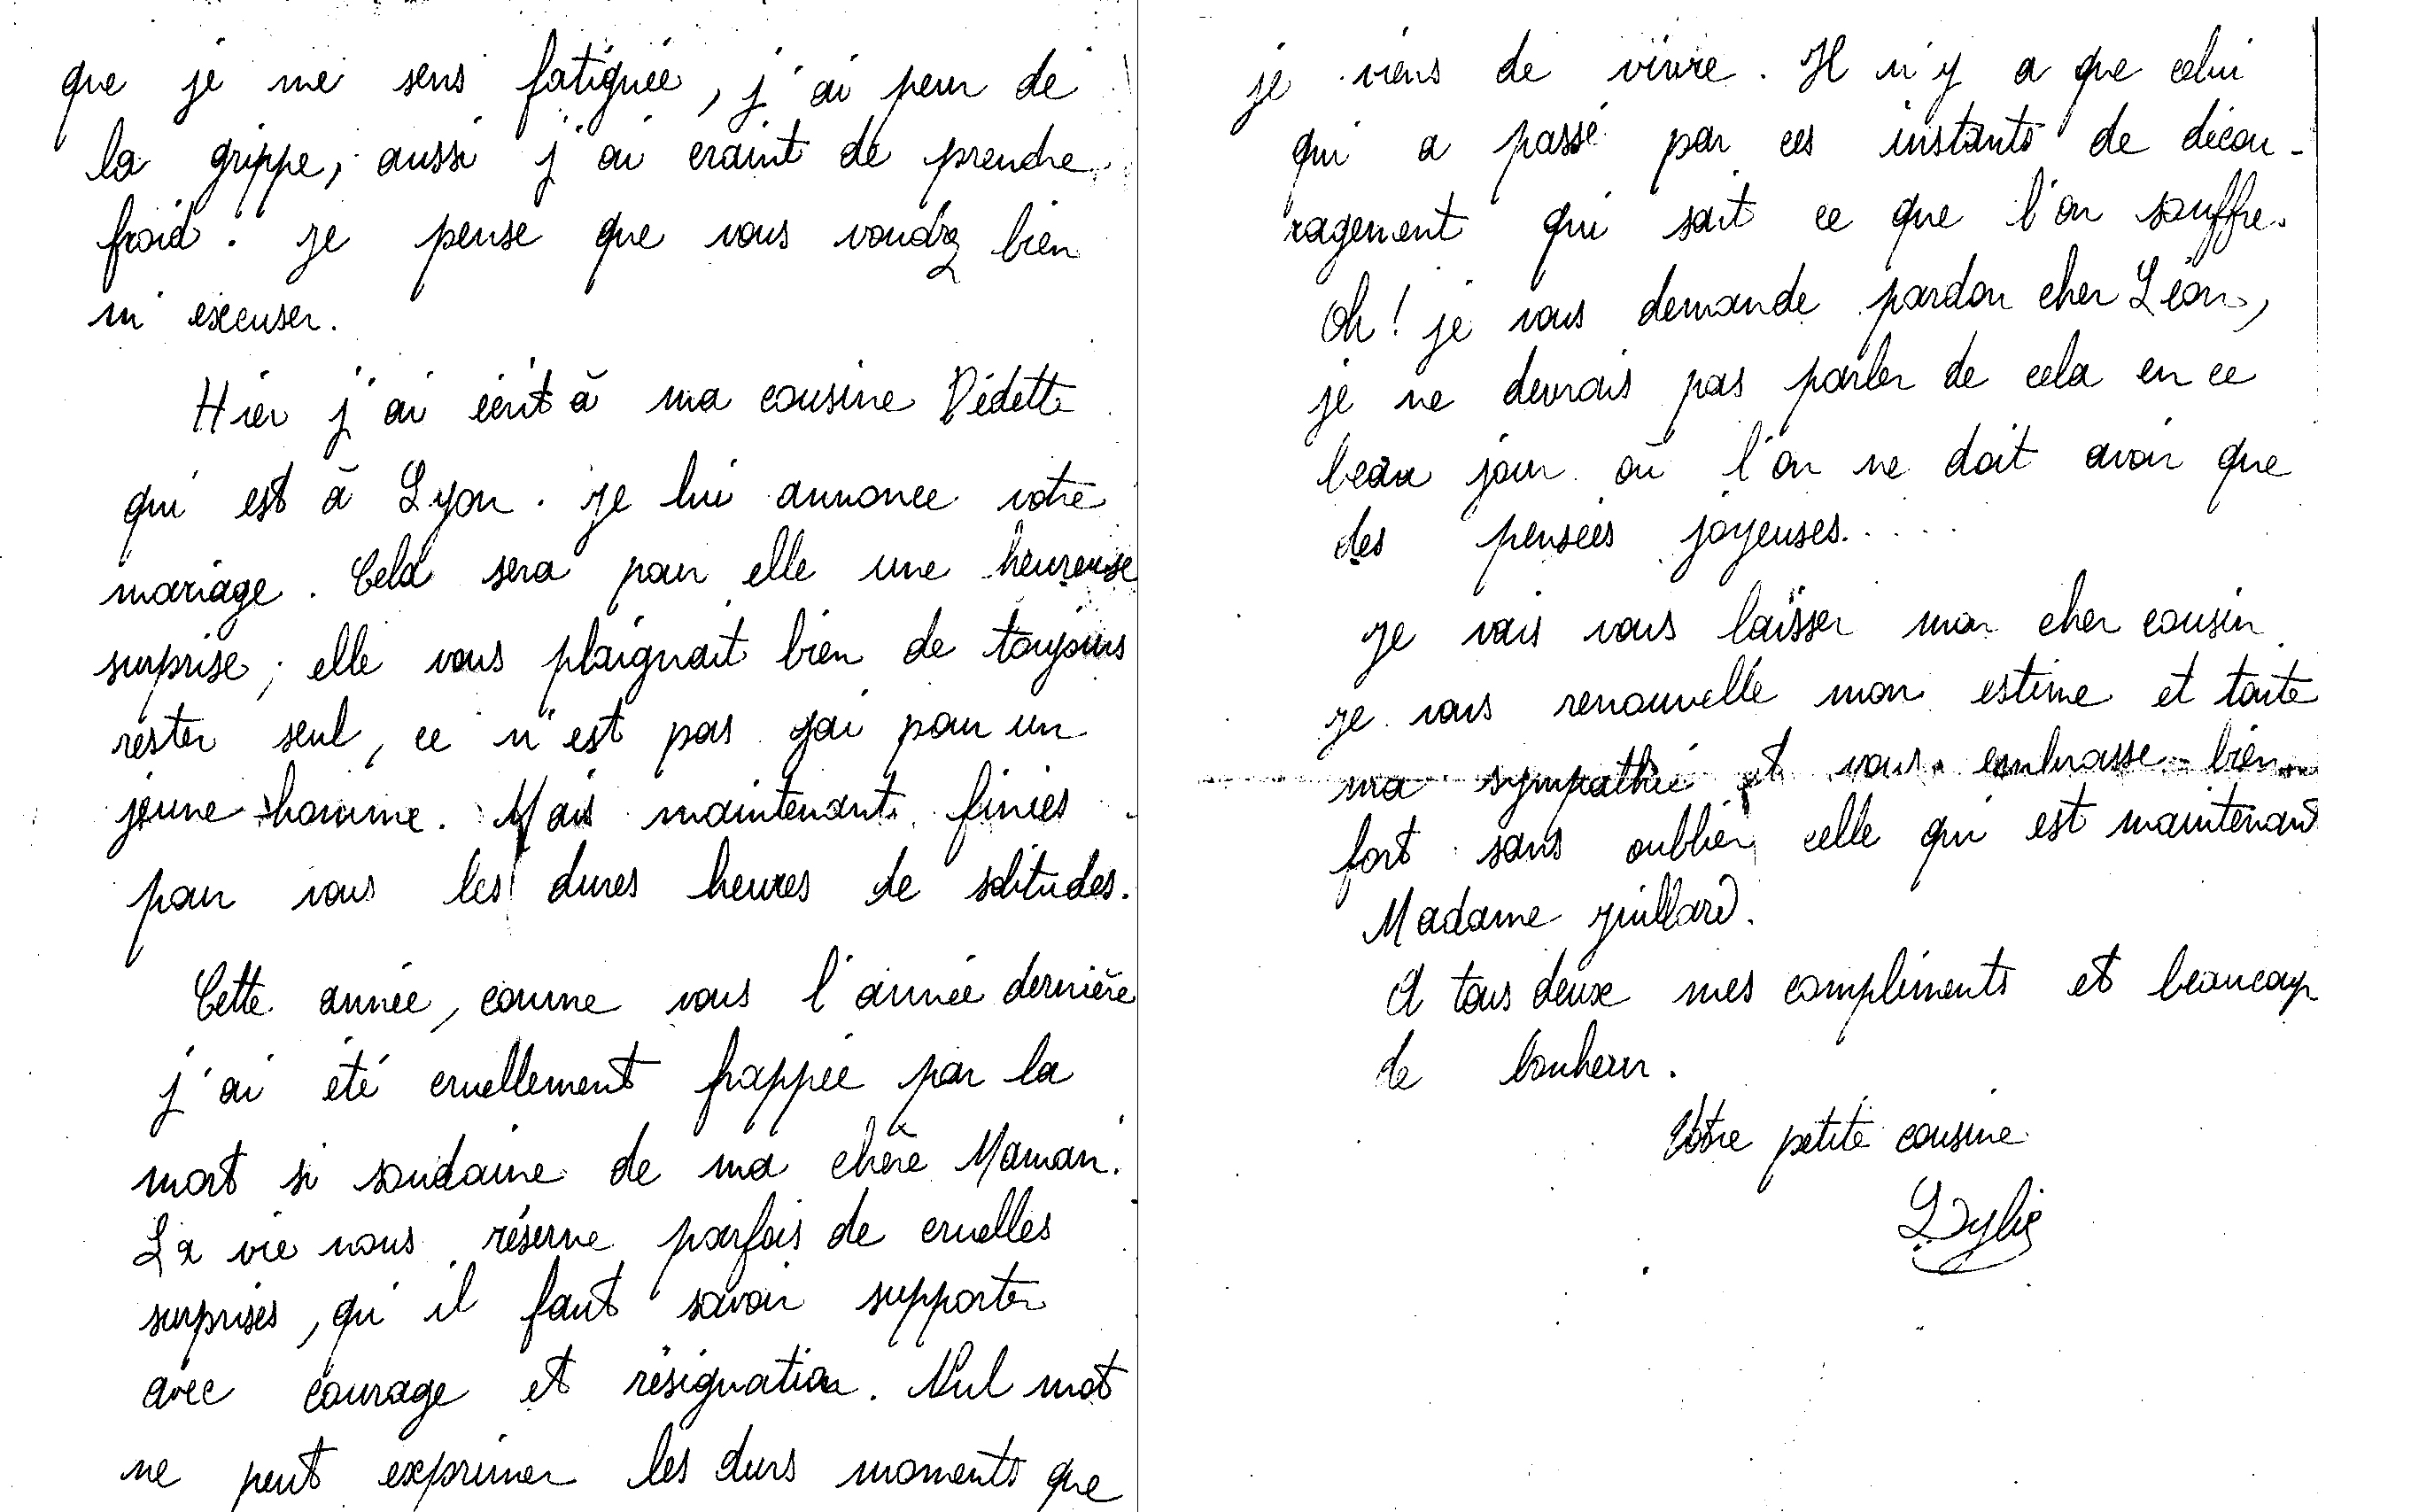 que je me sens fatiguée, j'ai peur de
la grippe, aussi j'ai craint de prendre
froid. Je pense que vous voudrez bien
m'excuser.
Hier j'ai écrit à ma cousine Dédette
qui est à Lyon. Je lui annonce votre
mariage. Cela sera pour elle une heureuse
surprise; elle vous plaignait bien de toujours
rester seul, ce n'est pas gai pour un
jeune homme. Mais maintenant finies
pour vous les dures heures de solitudes.
Cette année, comme vous l'année dernière
j'ai été cruellement frappée par la
mort si soudaine de ma chère Maman.
La vie nous réserve parfois de cruelles
surprises, qu'il faut savoir supporter
avec courage et résignation. Nul mot
ne peut exprimer les durs moments que
je viens de vivre. Il n'y a que celui
qui a passé par ces instants de décou-
ragement qui sait ce que l'on souffre.
Oh! je vous demande pardon cher Léon,
je ne devrais pas parler de cela en ce
beau jour où l'on ne doit avoir que
des pensées joyeuses.....
Je vais vous laisser mon cher cousin
je vous renouvelle mon estime et toute
ma sympathie et vous embrasse bien
fort sans oublier celle qui est maintenant
Madame Juillard.
A tous deux mes compliments et beaucoup
de bonheur.
Votre petite cousine